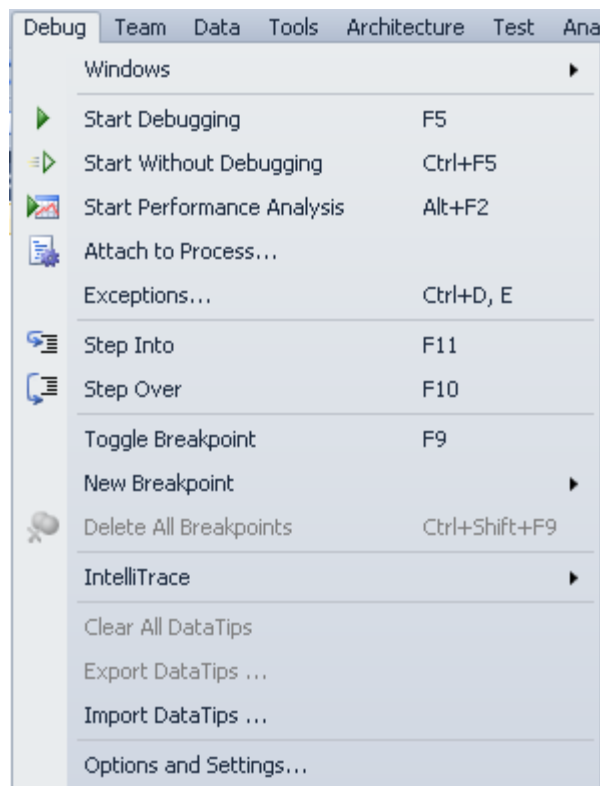 Debug Team Data Tools Architecture Test Ana
Windows
Start Debugging F5
Start Without Debugging Ctrl+F5
Start Performance Analysis Alt+F2
Attach to Process...
Exceptions... Ctrl+D, E
Step Into F11
Step Over F10
Toggle Breakpoint F9
New Breakpoint
Delete All Breakpoints Ctrl+Shift+F9
IntelliTrace
Clear All DataTips
Export DataTips ...
Import DataTips ...
Options and Settings...